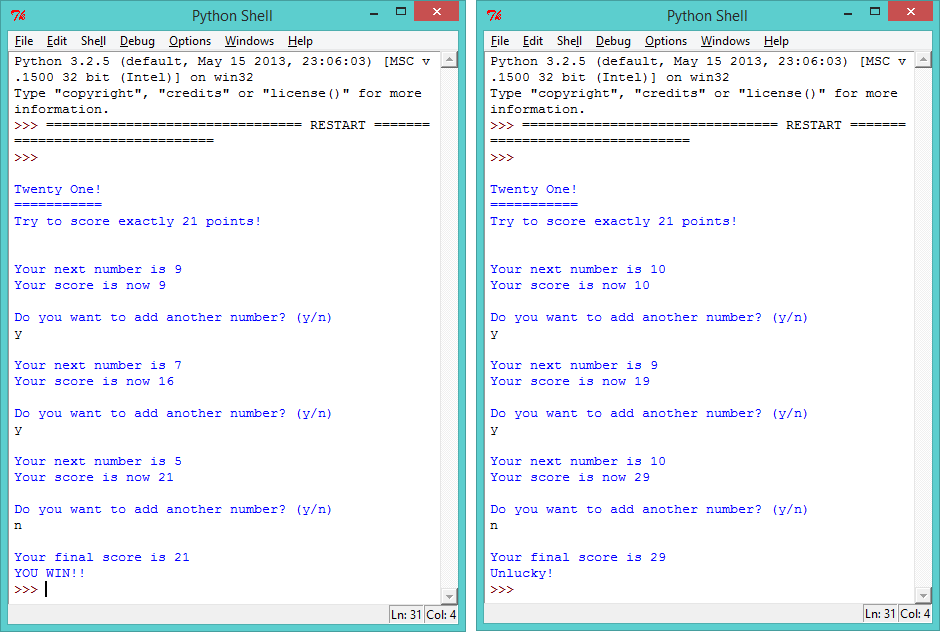 Python Shell
File Edit Shell Debug Options Windows Help
Python 3.2.5 (default, May 15 2013, 23:06:03) [MSC v
.1500 32 bit (Intel)] on win32
Type "copyright", "credits" or "license()" for more
information.
>>> ================================ RESTART =======
=========================
>>>
Twenty One!
===========
Try to score exactly 21 points!
Your next number is 9
Your score is now 9
Do you want to add another number? (y/n)
y
Your next number is 7
Your score is now 16
Do you want to add another number? (y/n)
y
Your next number is 5
Your score is now 21
Do you want to add another number? (y/n)
n
Your final score is 21
YOU WIN!!
>>>
Ln: 31 Col: 4
Python Shell
File Edit Shell Debug Options Windows Help
Python 3.2.5 (default, May 15 2013, 23:06:03) [MSC v
.1500 32 bit (Intel)] on win32
Type "copyright", "credits" or "license()" for more
information.
>>> ================================ RESTART =======
=========================
>>>
Twenty One!
===========
Try to score exactly 21 points!
Your next number is 10
Your score is now 10
Do you want to add another number? (y/n)
y
Your next number is 9
Your score is now 19
Do you want to add another number? (y/n)
y
Your next number is 10
Your score is now 29
Do you want to add another number? (y/n)
n
Your final score is 29
Unlucky!
>>>
Ln: 31 Col: 4